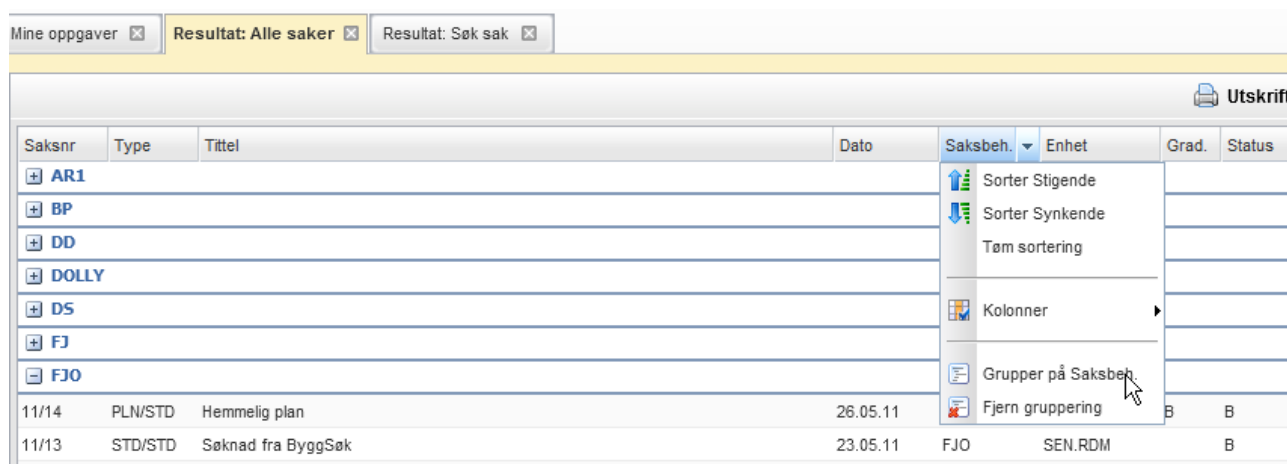 Mine oppgaver Resultat: Alle saker Resultat: Søk sak
Utskrift
Saksnr Type Tittel Dato Saksbeh. Enhet Grad. Status
AR1
Sorter Stigende
BP
Sorter Synkende
DD
Tøm sortering
DOLLY
DS
Kolonner
FJ
FJO
Grupper på Saksbeh.
Fjern gruppering
11/14 PLN/STD Hemmelig plan 26.05.11 B B
11/13 STD/STD Søknad fra ByggSøk 23.05.11 FJO SEN.RDM B